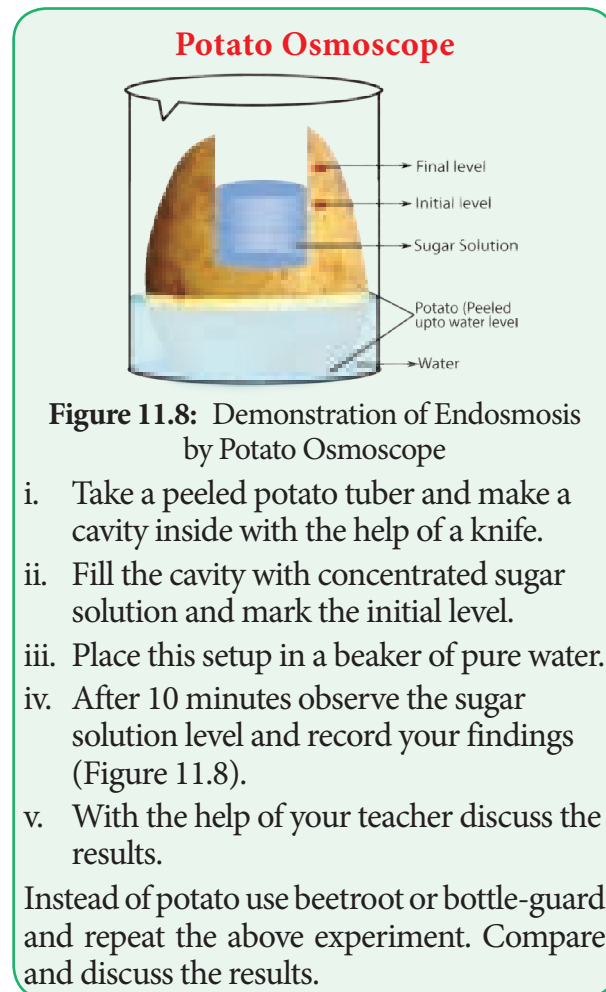 Potato Osmoscope
Final level
Initial level
Sugar Solution
Potato (Peeled
upto water level
Water
Figure 11.8: Demonstration of Endosmosis
by Potato Osmoscope
i. Take a peeled potato tuber and make a
cavity inside with the help of a knife.
ii. Fill the cavity with concentrated sugar
solution and mark the initial level.
iii. Place this setup in a beaker of pure water.
iv. After 10 minutes observe the sugar
solution level and record your findings
(Figure 11.8).
v. With the help of your teacher discuss the
results.
Instead of potato use beetroot or bottle-guard
and repeat the above experiment. Compare
and discuss the results.